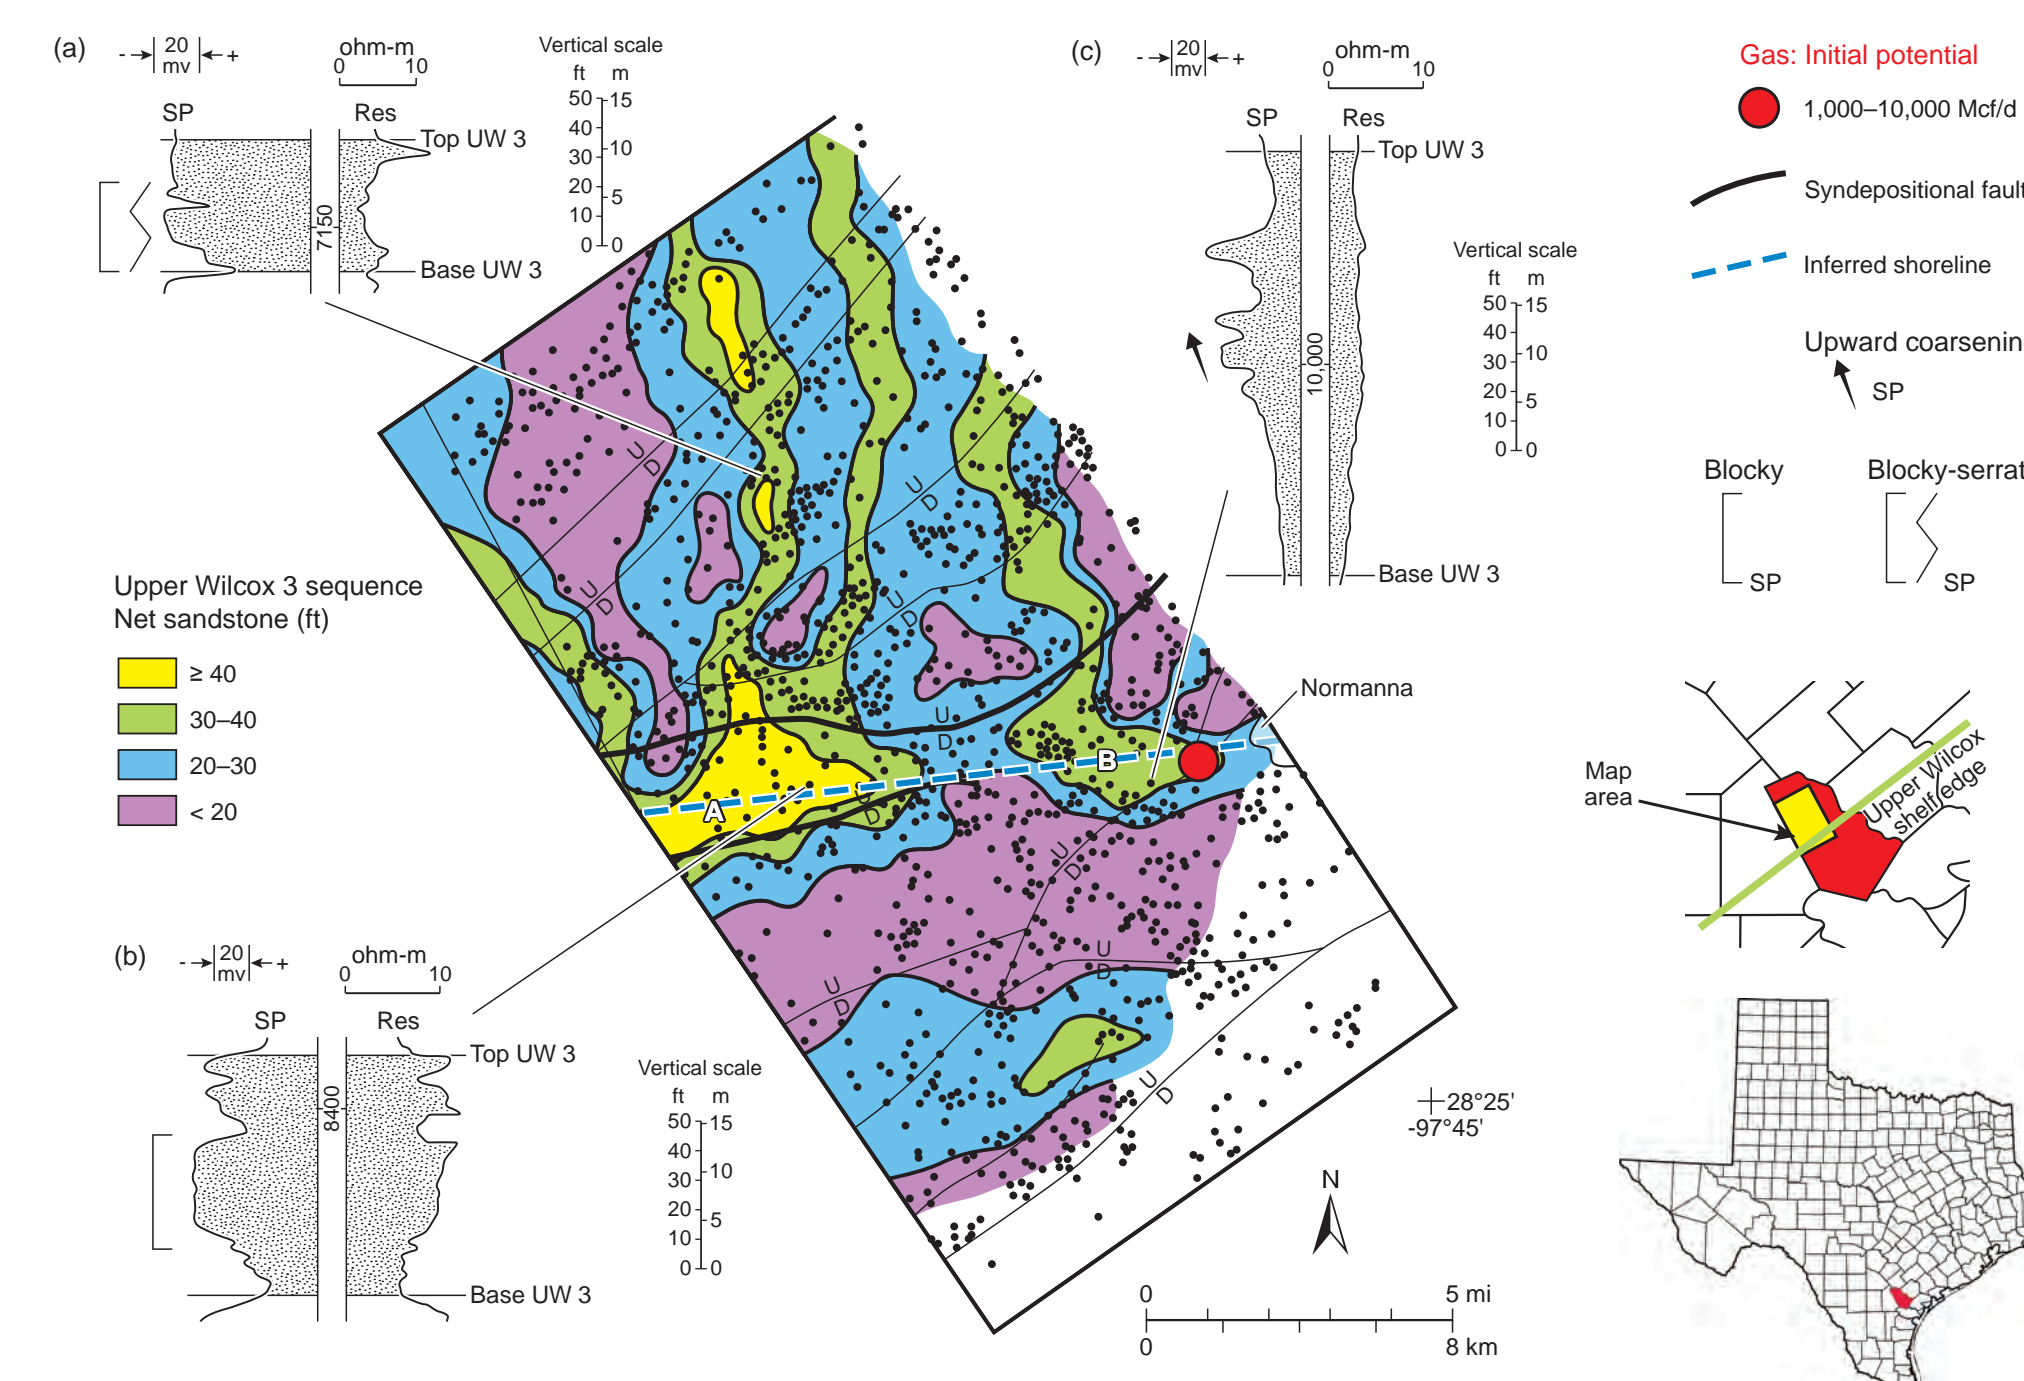 (a)
- 20 mv +
ohm-m
0 10
SP
Res
Top UW 3
7150
Base UW 3
Vertical scale
ft m
50 15
40
30 10
20
5
10
0 0
(c)
- 20 mv +
ohm-m
0 10
SP
Res
Top UW 3
10,000
Base UW 3
Vertical scale
ft m
50 15
40
30 10
20
5
10
0 0
Gas: Initial potential
1,000–10,000 Mcf/d
Syndepositional fault
Inferred shoreline
Upward coarsenin
SP
Blocky
SP
Blocky-serrat
SP
Upper Wilcox 3 sequence
Net sandstone (ft)
≥ 40
30–40
20–30
< 20
U
D
U
D
U
D
U
D
U
D
U
D
U
D
U
D
U
D
U
D
A
B
Normanna
(b)
- 20 mv +
ohm-m
0 10
SP
Res
Top UW 3
8400
Base UW 3
Vertical scale
ft m
50 15
40
30 10
20
5
10
0 0
28°25'
-97°45'
N
0 5 mi
0 8 km
Map
area
Upper Wilcox
shelf edge